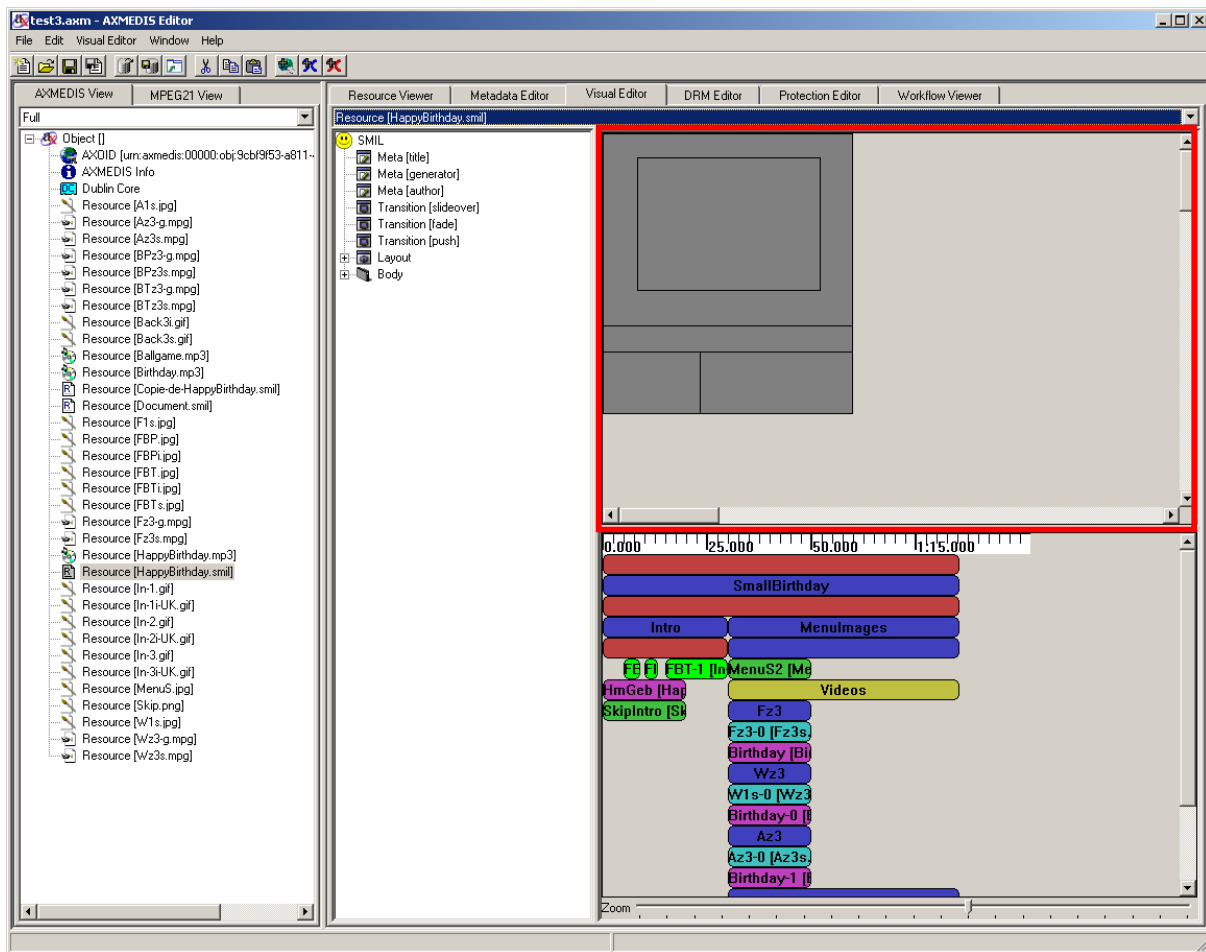 test3.axm - AXMEDIS Editor
File Edit Visual Editor Window Help
AXMEDIS View MPEG21 View
Full
Object []
AXOID [urn:axmedis:00000:obj:9cbf9f53-a811-
AXMEDIS Info
Dublin Core
Resource [A1s.jpg]
Resource [Az3-g.mpg]
Resource [Az3s.mpg]
Resource [BPz3-g.mpg]
Resource [BPz3s.mpg]
Resource [BTz3-g.mpg]
Resource [BTz3s.mpg]
Resource [Back3i.gif]
Resource [Back3s.gif]
Resource [Ballgame.mp3]
Resource [Birthday.mp3]
Resource [Copie-de-HappyBirthday.smil]
Resource [Document.smil]
Resource [F1s.jpg]
Resource [FBP.jpg]
Resource [FBPi.jpg]
Resource [FBT.jpg]
Resource [FBTi.jpg]
Resource [FBTs.jpg]
Resource [Fz3-g.mpg]
Resource [Fz3s.mpg]
Resource [HappyBirthday.mp3]
Resource [HappyBirthday.smil]
Resource [In-1.gif]
Resource [In-1i-UK.gif]
Resource [In-2.gif]
Resource [In-2i-UK.gif]
Resource [In-3.gif]
Resource [In-3i-UK.gif]
Resource [MenuS.jpg]
Resource [Skip.png]
Resource [W1s.jpg]
Resource [Wz3-g.mpg]
Resource [Wz3s.mpg]
Resource Viewer Metadata Editor Visual Editor DRM Editor Protection Editor Workflow Viewer
Resource [HappyBirthday.smil]
SMIL
Meta [title]
Meta [generator]
Meta [author]
Transition [slideover]
Transition [fade]
Transition [push]
Layout
Body
0.000 25.000 50.000 1:15.000
SmallBirthday
Intro MenuImages
FBT-1 [In MenuS2 [Me
HmGeb [Hap Videos
SkipIntro [Sk Fz3
Fz3-0 [Fz3s.
Birthday [Bi
Wz3
W1s-0 [Wz3
Birthday-0 [B
Az3
Az3-0 [Az3s.
Birthday-1 [B
Zoom